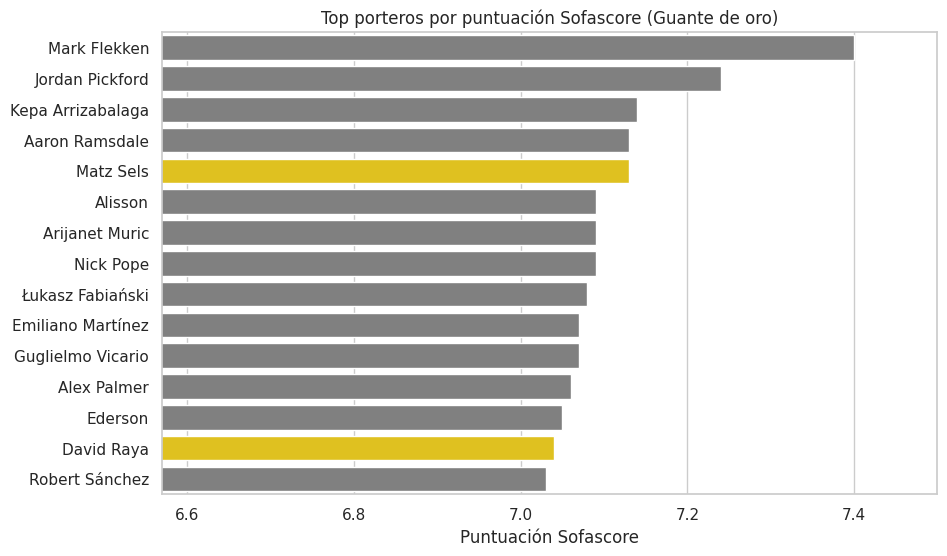 Top porteros por puntuación Sofascore (Guante de oro)
Mark Flekken
Jordan Pickford
Kepa Arrizabalaga
Aaron Ramsdale
Matz Sels
Alisson
Arijanet Muric
Nick Pope
Łukasz Fabiański
Emiliano Martínez
Guglielmo Vicario
Alex Palmer
Ederson
David Raya
Robert Sánchez
6.6 6.8 7.0 7.2 7.4
Puntuación Sofascore